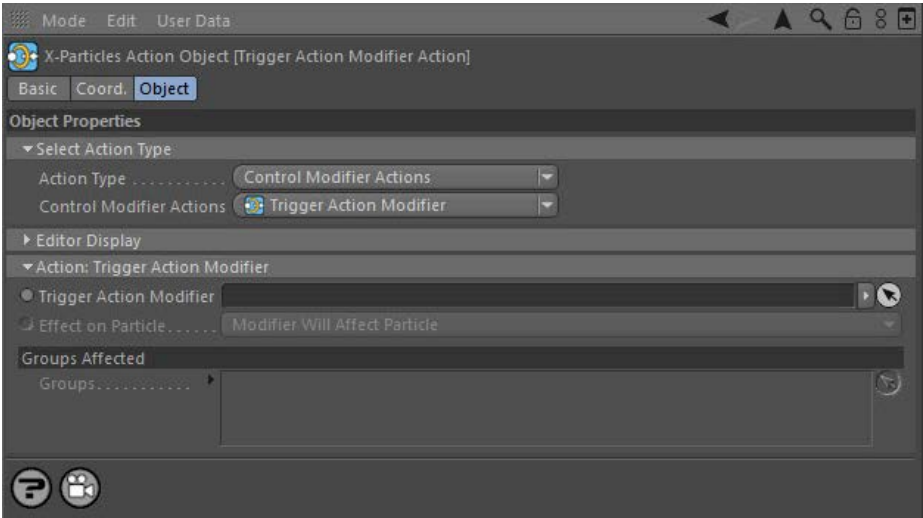 Mode Edit User Data
X-Particles Action Object [Trigger Action Modifier Action]
Basic Coord. Object
Object Properties
Select Action Type
Action Type . . . . . . . . . . . Control Modifier Actions
Control Modifier Actions Trigger Action Modifier
Editor Display
Action: Trigger Action Modifier
Trigger Action Modifier
Effect on Particle. . . . . . Modifier Will Affect Particle
Groups Affected
Groups. . . . . . . . . . .